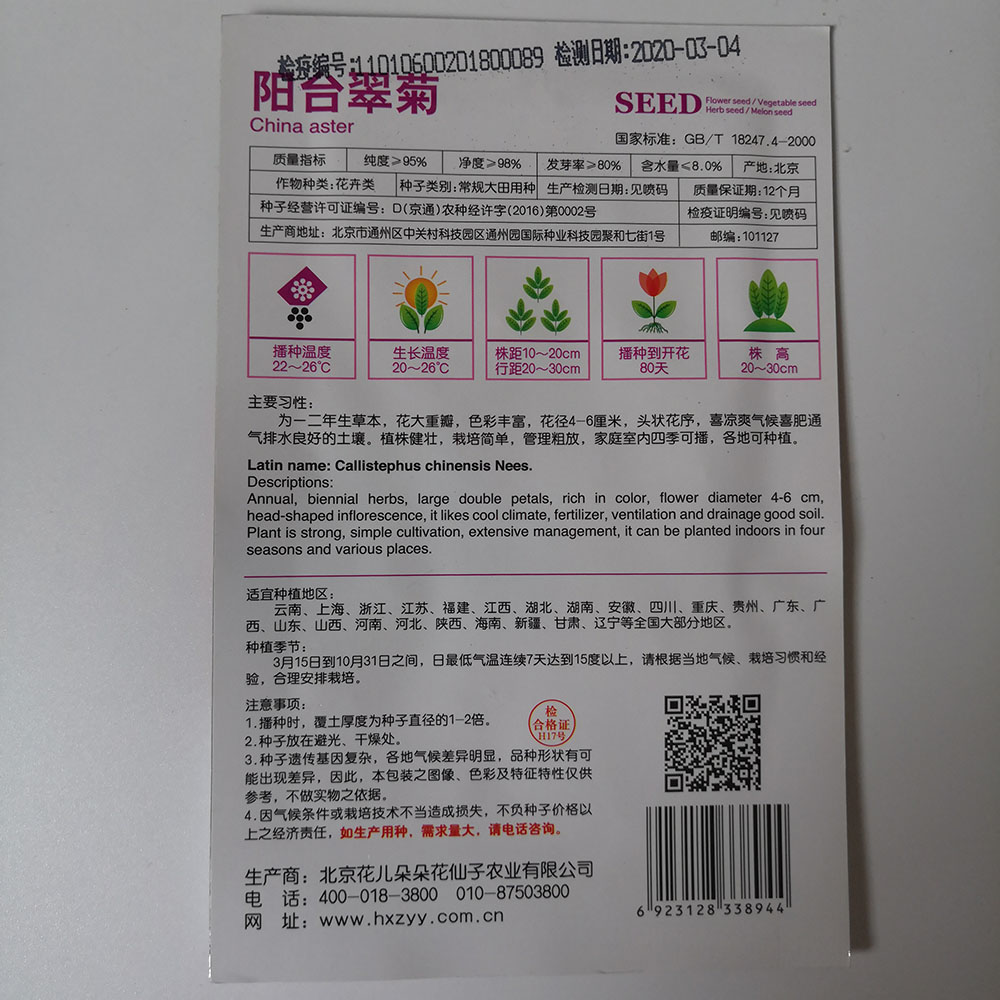 检疫编号:11010600201800089 检测日期:2020-03-04
阳台翠菊
China aster
SEED Flower seed / Vegetable seed
Herb seed / Melon seed
国家标准：GB/T 18247.4-2000
质量指标 纯度≥95% 净度≥98% 发芽率≥80% 含水量≤8.0% 产地:北京
作物种类:花卉类 种子类别:常规大田用种 生产检测日期:见喷码 质量保证期:12个月
种子经营许可证编号：D(京通)农种经许字(2016)第0002号 检疫证明编号:见喷码
生产商地址：北京市通州区中关村科技园区通州园国际种业科技园聚和七街1号 邮编:101127
播种温度
22～26℃
生长温度
20～26℃
株距10～20cm
行距20～30cm
播种到开花
80天
株 高
20～30cm
主要习性：
为一二年生草本，花大重瓣，色彩丰富，花径4-6厘米，头状花序，喜凉爽气候喜肥通
气排水良好的土壤。植株健壮，栽培简单，管理粗放，家庭室内四季可播，各地可种植。
Latin name: Callistephus chinensis Nees.
Descriptions:
Annual, biennial herbs, large double petals, rich in color, flower diameter 4-6 cm,
head-shaped inflorescence, it likes cool climate, fertilizer, ventilation and drainage good soil.
Plant is strong, simple cultivation, extensive management, it can be planted indoors in four
seasons and various places.
适宜种植地区：
云南、上海、浙江、江苏、福建、江西、湖北、湖南、安徽、四川、重庆、贵州、广东、广
西、山东、山西、河南、河北、陕西、海南、新疆、甘肃、辽宁等全国大部分地区。
种植季节：
3月15日到10月31日之间，日最低气温连续7天达到15度以上，请根据当地气候、栽培习惯和经
验，合理安排栽培。
注意事项：
1.播种时，覆土厚度为种子直径的1-2倍。
2.种子放在避光、干燥处。
3.种子遗传基因复杂，各地气候差异明显，品种形状有可
能出现差异，因此，本包装之图像、色彩及特征特性仅供
参考，不做实物之依据。
4.因气候条件或栽培技术不当造成损失，不负种子价格以
上之经济责任，如生产用种，需求量大，请电话咨询。
检
合格证
H17号
生产商：北京花儿朵朵花仙子农业有限公司
电 话：400-018-3800 010-87503800
网 址：www.hxzyy.com.cn
6 923128 338944